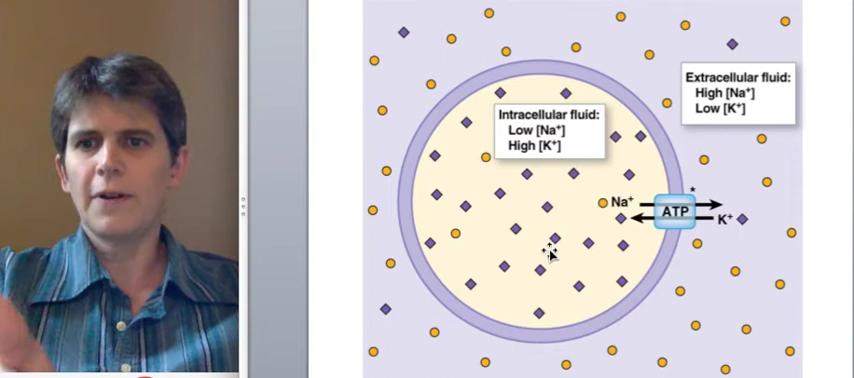 Extracellular fluid:
High [Na⁺]
Low [K⁺]
Intracellular fluid:
Low [Na⁺]
High [K⁺]
Na⁺
*
ATP
K⁺